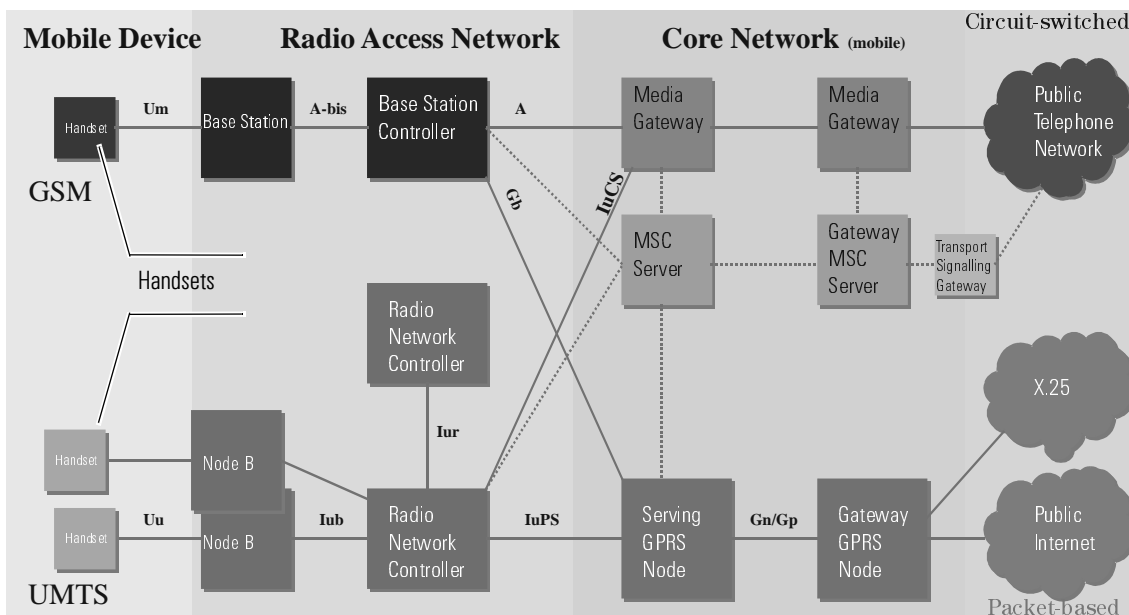 Circuit-switched
Mobile Device
Radio Access Network
Core Network (mobile)
Handset
Um
Base Station
A-bis
Base Station
Controller
A
Media
Gateway
Media
Gateway
Public
Telephone
Network
GSM
Gb
IuCS
Handsets
MSC
Server
Gateway
MSC
Server
Transport
Signalling
Gateway
Radio
Network
Controller
X.25
Iur
Handset
Node B
Handset
Uu
Node B
Iub
Radio
Network
Controller
IuPS
Serving
GPRS
Node
Gn/Gp
Gateway
GPRS
Node
Public
Internet
UMTS
Packet-based